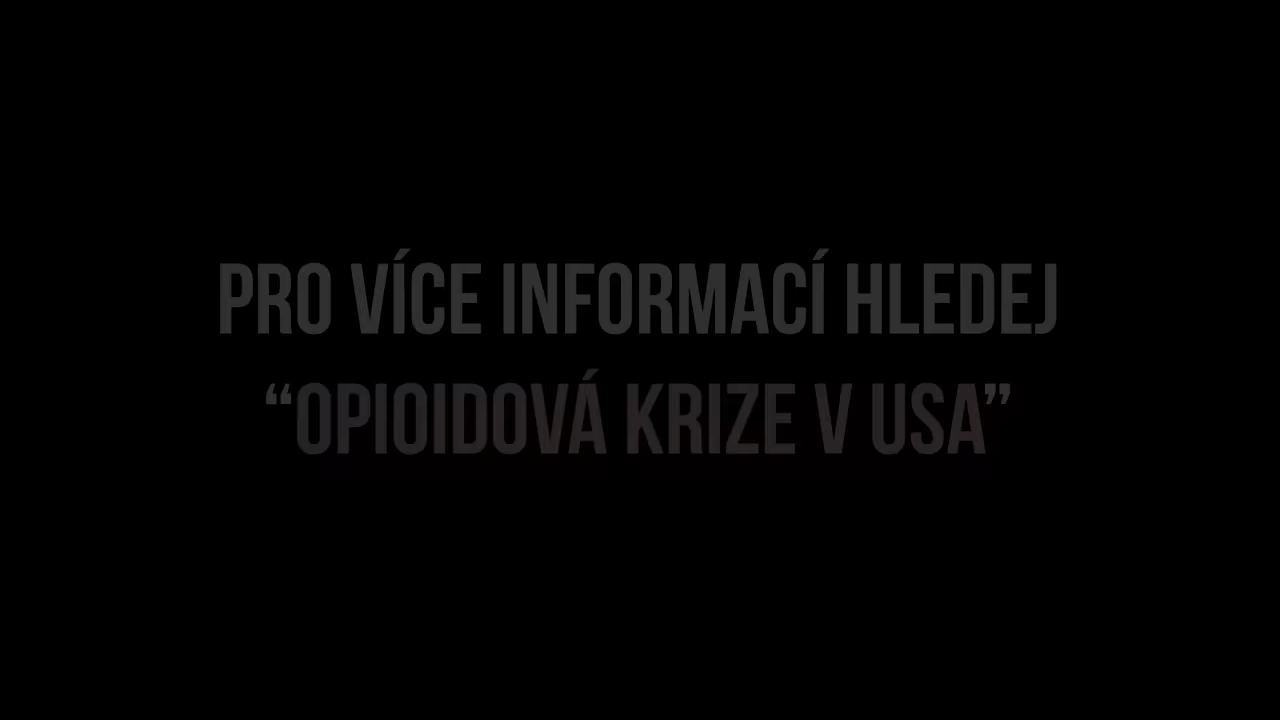 PRO VÍCE INFORMACÍ HLEDEJ
“OPIOIDOVÁ KRIZE V USA”